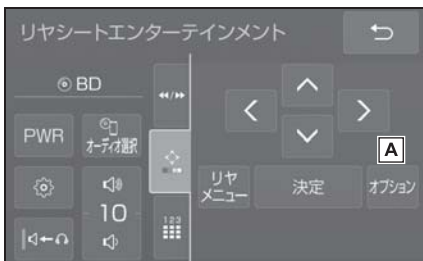 リヤシートエンターテインメント
BD
PWR
オーディオ選択
10
123
A
リヤ
メニュー
決定
オプション